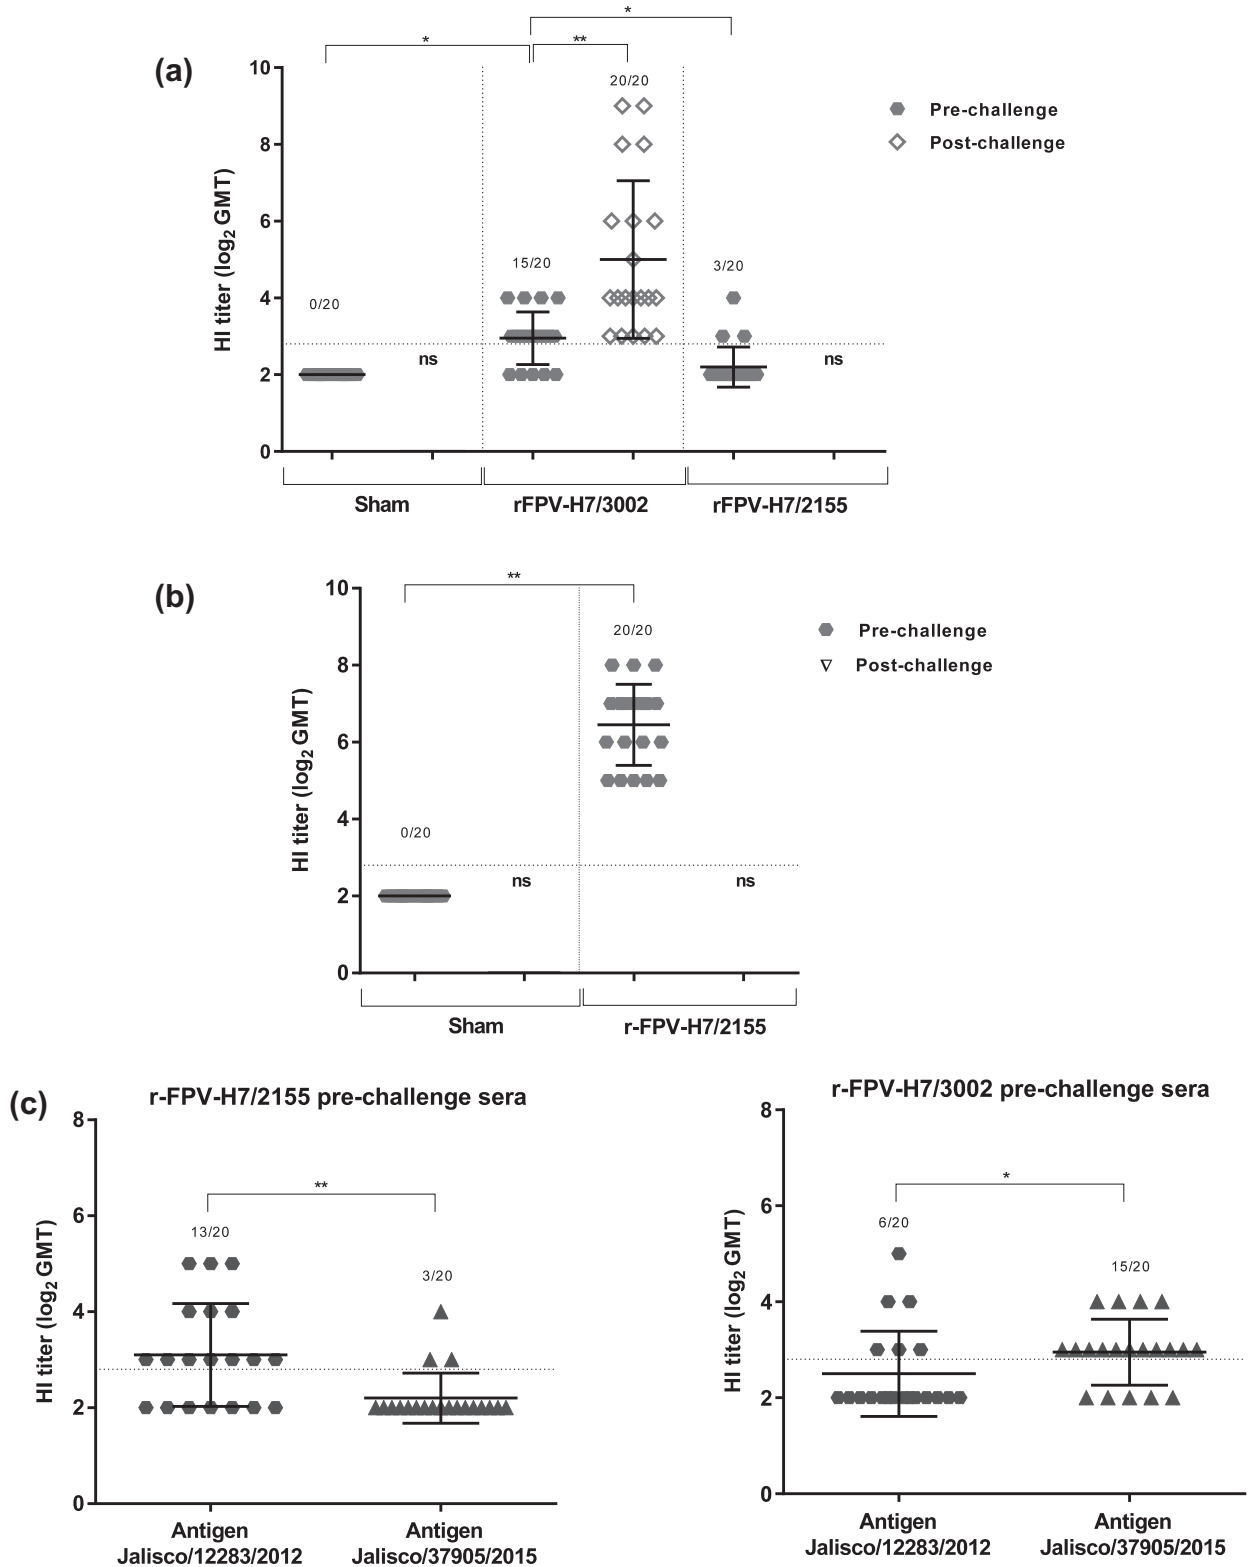 *
* **
(a)
10
20/20
Pre-challenge
8
Post-challenge
HI titer (log2 GMT)
6
15/20
3/20
0/20
4
ns
ns
2
0
Sham
rFPV-H7/3002
rFPV-H7/2155
(b)
**
10
20/20
Pre-challenge
Post-challenge
8
HI titer (log2 GMT)
6
4
0/20
ns
ns
2
0
Sham
r-FPV-H7/2155
(c)
r-FPV-H7/2155 pre-challenge sera
8
**
6
13/20
3/20
HI titer (log2 GMT)
4
2
0
Antigen
Jalisco/12283/2012
Antigen
Jalisco/37905/2015
r-FPV-H7/3002 pre-challenge sera
8
*
6
6/20
15/20
HI titer (log2 GMT)
4
2
0
Antigen
Jalisco/12283/2012
Antigen
Jalisco/37905/2015